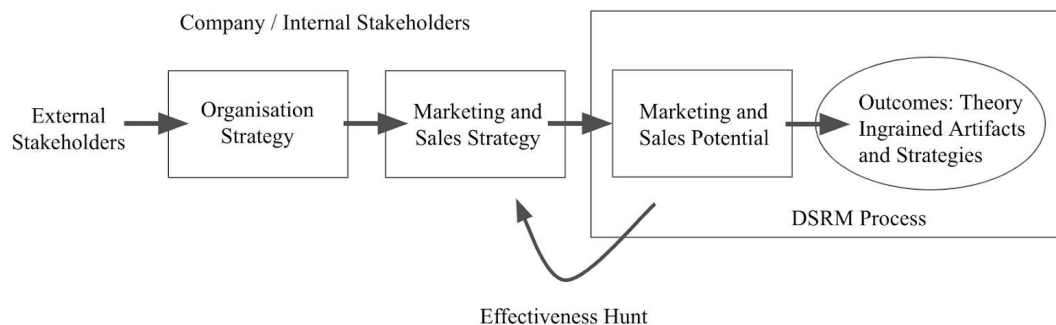 Company / Internal Stakeholders
External
Stakeholders
Organisation
Strategy
Marketing and
Sales Strategy
Marketing and
Sales Potential
Outcomes: Theory
Ingrained Artifacts
and Strategies
DSRM Process
Effectiveness Hunt